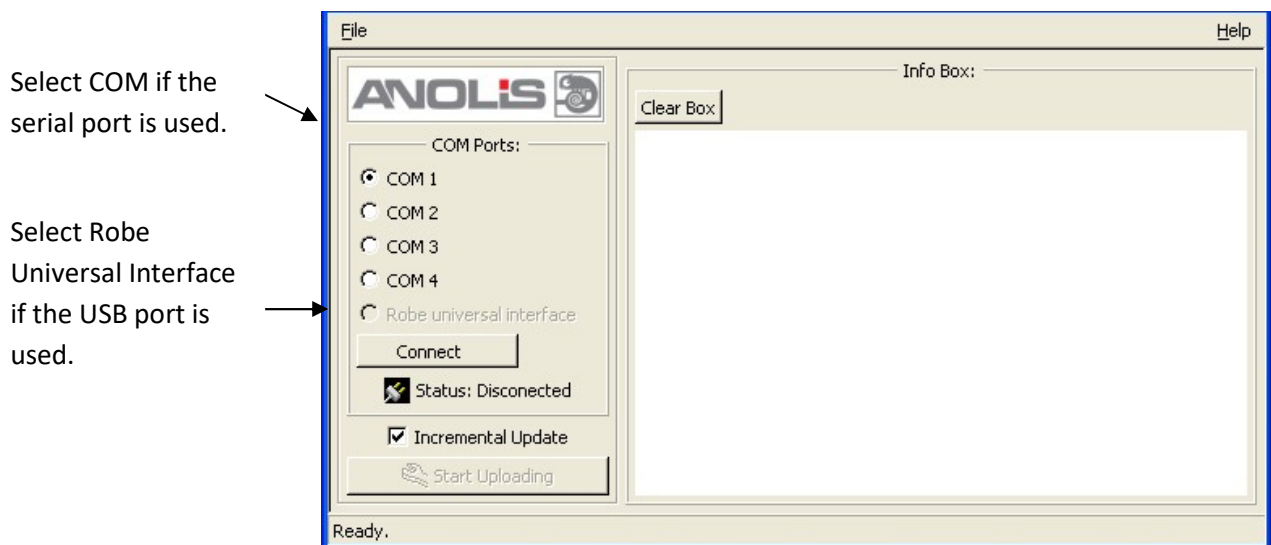 File
Help
Select COM if the
serial port is used.
ANOLiS
Info Box:
Clear Box
COM Ports:
COM 1
COM 2
COM 3
COM 4
Select Robe
Universal Interface
if the USB port is
used.
Robe universal interface
Connect
Status: Disconected
Incremental Update
Start Uploading
Ready.